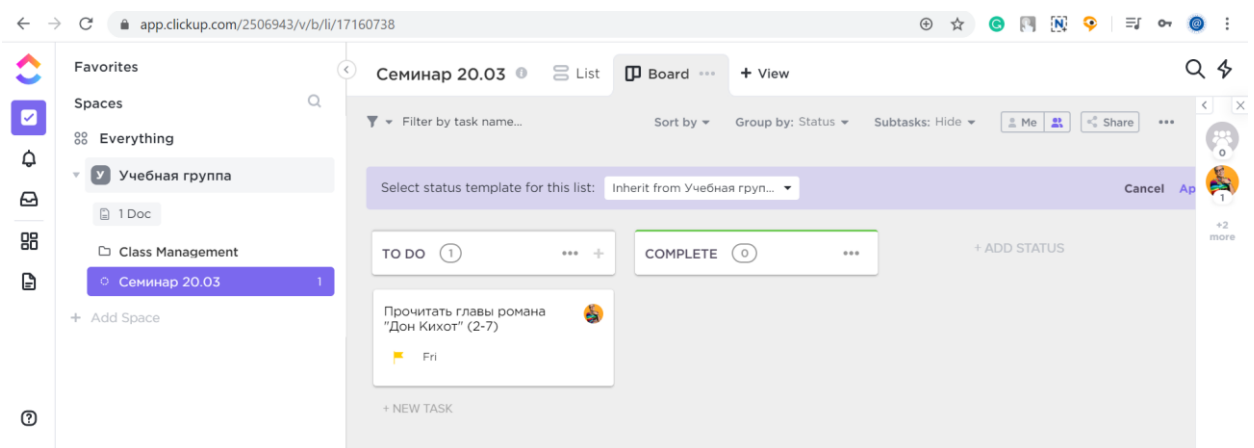 app.clickup.com/2506943/v/b/li/17160738
Favorites
Spaces
Everything
У Учебная группа
1 Doc
Class Management
Семинар 20.03 1
+ Add Space
Семинар 20.03 List Board + View
Filter by task name... Sort by Group by: Status Subtasks: Hide Me Share
Select status template for this list: Inherit from Учебная груп... Cancel Ap
TO DO 1 COMPLETE 0 + ADD STATUS
Прочитать главы романа
"Дон Кихот" (2-7)
Fri
+ NEW TASK
0
1
+2
more